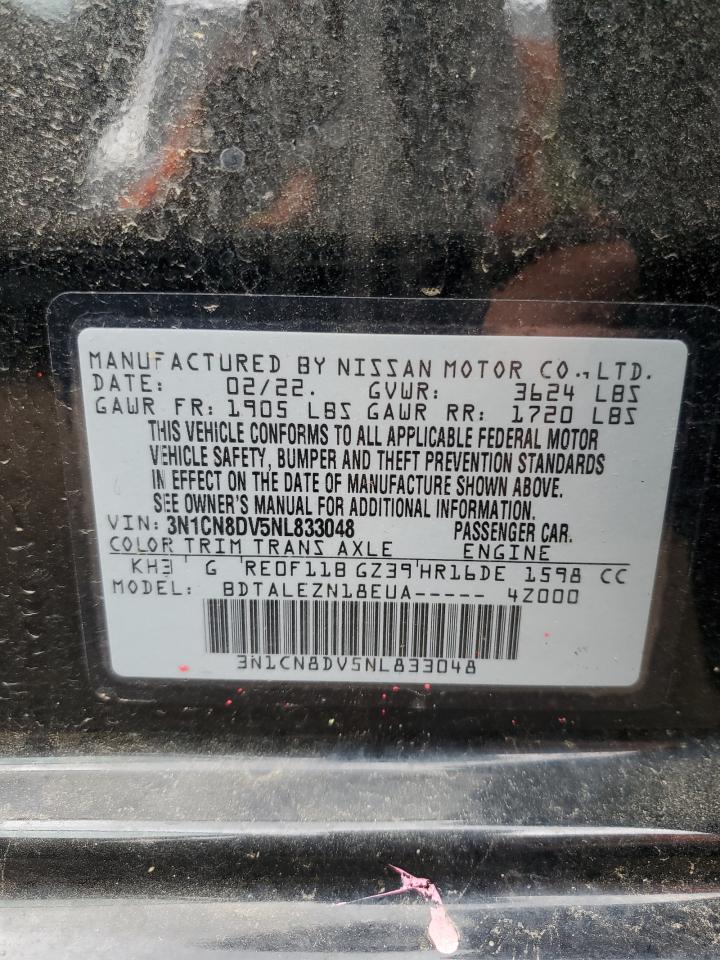 MANUFACTURED BY NISSAN MOTOR CO., LTD.
DATE: 02/22. GVWR: 3624 LBS
GAWR FR: 1905 LBS GAWR RR: 1720 LBS
THIS VEHICLE CONFORMS TO ALL APPLICABLE FEDERAL MOTOR
VEHICLE SAFETY, BUMPER AND THEFT PREVENTION STANDARDS
IN EFFECT ON THE DATE OF MANUFACTURE SHOWN ABOVE.
SEE OWNER'S MANUAL FOR ADDITIONAL INFORMATION.
VIN: 3N1CN8DV5NL833048 PASSENGER CAR.
COLOR TRIM TRANS AXLE ENGINE
KH3 G RE0F11B GZ39 HR16DE 1598 CC
MODEL: BDTALEZN18EUA----- 4Z000
3N1CN8DV5NL833048